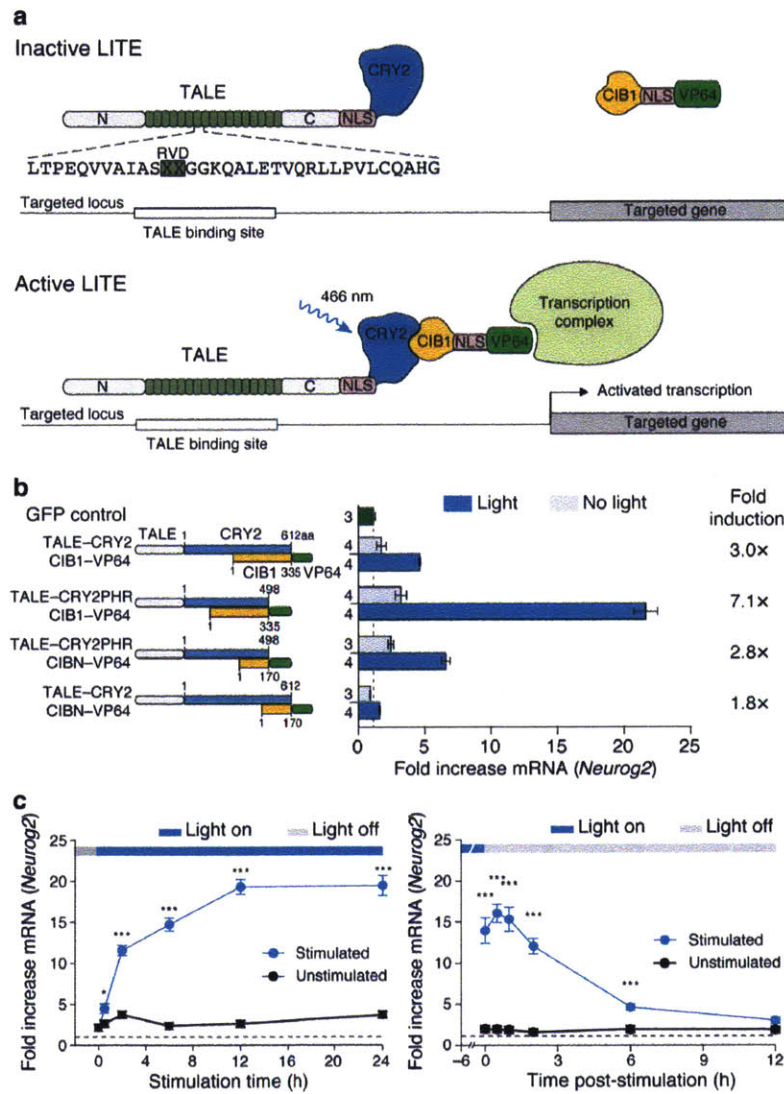 a
Inactive LITE
TALE
CRY2
CIB1 NLS VP64
N C NLS
RVD
LTPEQVVAIASXXGGKQALETVQRLLPVLCQAHG
Targeted locus
TALE binding site
Targeted gene
Active LITE
466 nm
Transcription
complex
TALE
CRY2 CIB1 NLS VP64
N C NLS
Activated transcription
Targeted locus
TALE binding site
Targeted gene
b
GFP control
Light No light
Fold
induction
TALE 1 CRY2 612aa
TALE–CRY2
CIB1–VP64
1 CIB1 335 VP64
3.0×
TALE–CRY2PHR
CIB1–VP64
1 498
1 335
7.1×
TALE–CRY2PHR
CIBN–VP64
1 498
1 170
2.8×
TALE–CRY2
CIBN–VP64
1 612
1 170
1.8×
3
4
4
4
4
3
4
3
4
0 5 10 15 20 25
Fold increase mRNA (Neurog2)
c
Light on Light off
Fold increase mRNA (Neurog2)
25
20
15
10
5
0
* *** *** *** ***
Stimulated
Unstimulated
0 4 8 12 16 20 24
Stimulation time (h)
Light on Light off
Fold increase mRNA (Neurog2)
25
20
15
10
5
0
*** *** *** *** ***
Stimulated
Unstimulated
−6 0 3 6 9 12
Time post-stimulation (h)